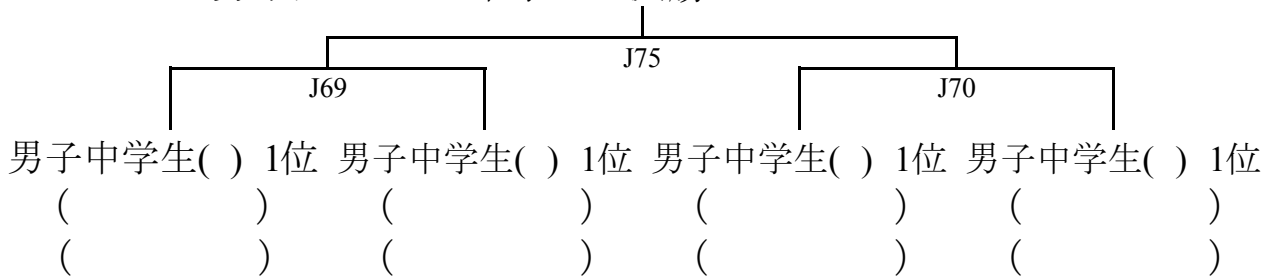 J75
J69 J70
男子中学生( ) 1位 男子中学生( ) 1位 男子中学生( ) 1位 男子中学生( ) 1位
( ) ( ) ( ) ( )
( ) ( ) ( ) ( )